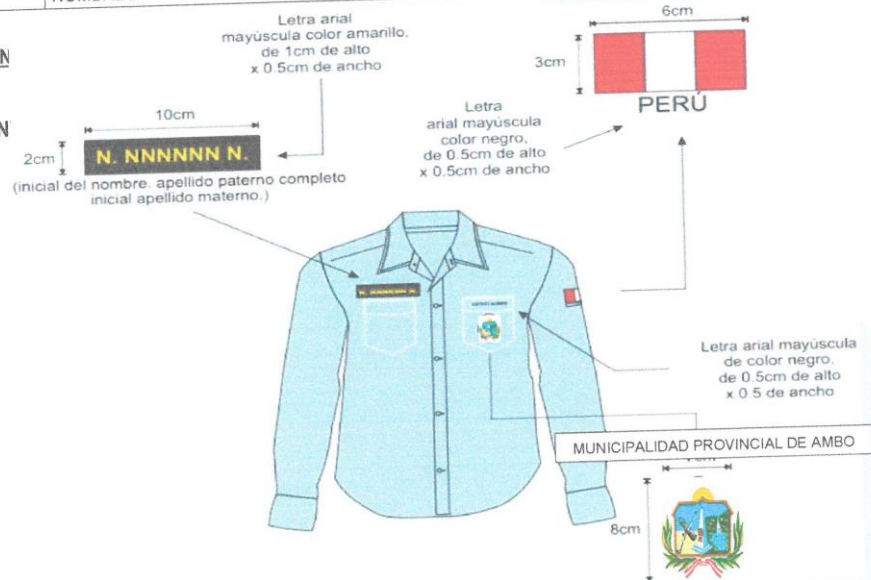 Letra arial
mayúscula color amarillo.
de 1cm de alto
x 0.5cm de ancho
6cm
3cm
PERÚ
Letra
arial mayúscula
color negro,
de 0.5cm de alto
x 0.5cm de ancho
10cm
2cm
N. NNNNNN N.
(inicial del nombre. apellido paterno completo
inicial apellido materno.)
N. NNNNNN N.
Letra arial mayúscula
de color negro.
de 0.5cm de alto
x 0.5 de ancho
MUNICIPALIDAD PROVINCIAL DE AMBO
8cm